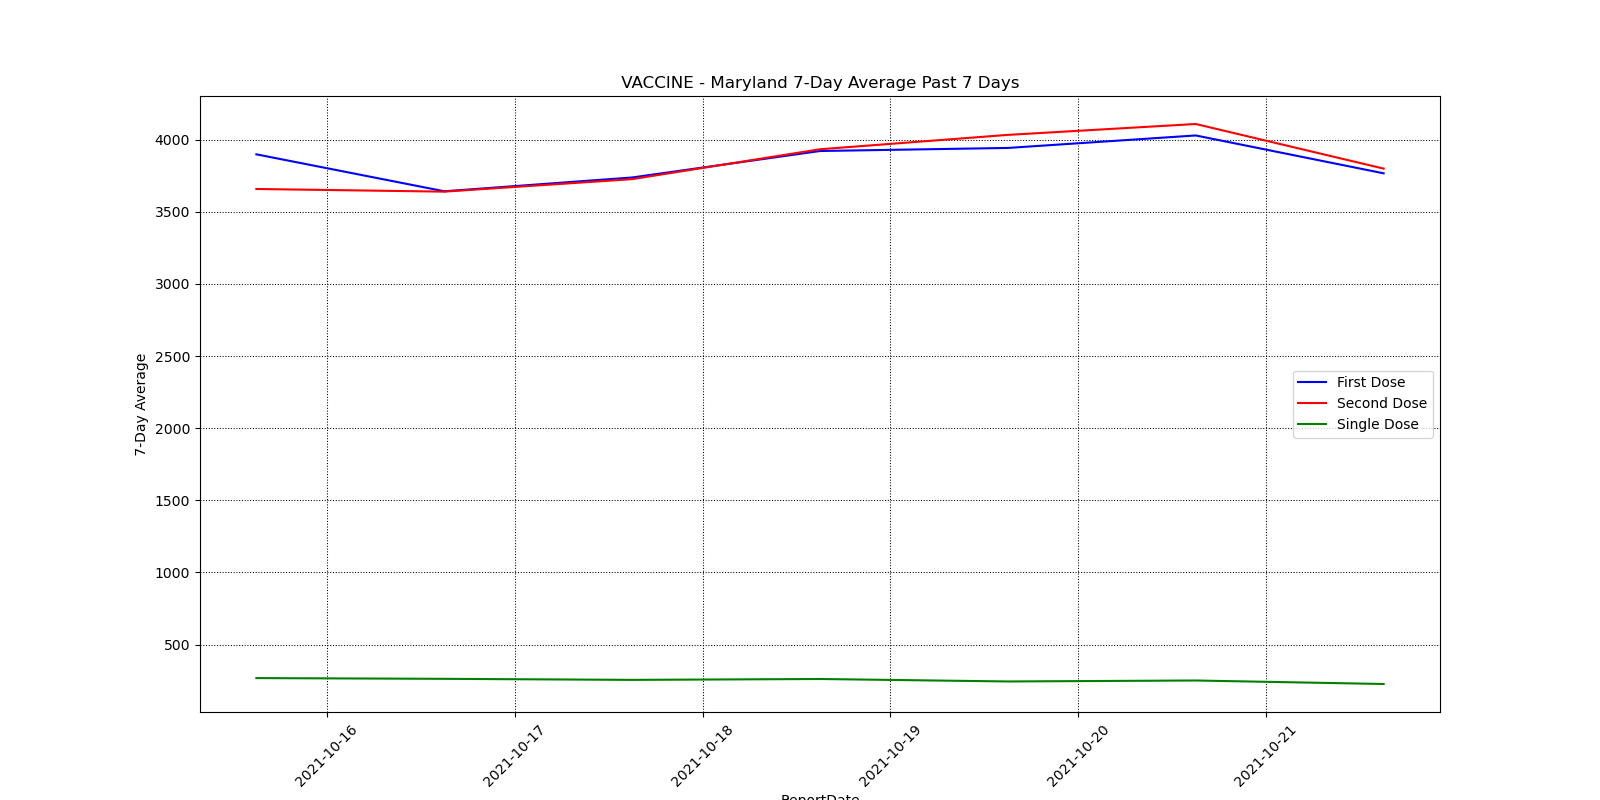 VACCINE - Maryland 7-Day Average Past 7 Days
4000
3500
3000
2500
2000
1500
1000
500
7-Day Average
First Dose
Second Dose
Single Dose
2021-10-16
2021-10-17
2021-10-18
2021-10-19
2021-10-20
2021-10-21
ReportDate